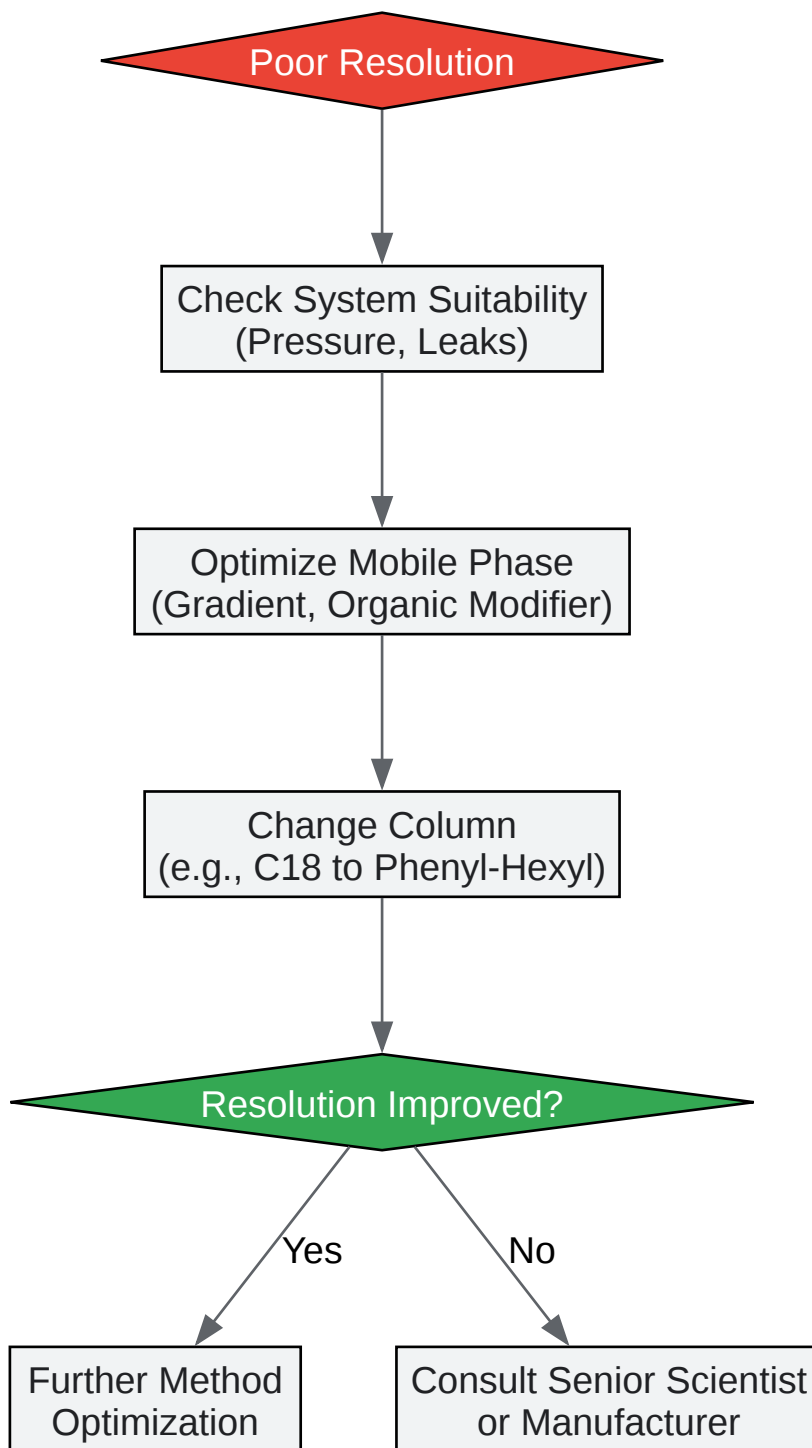 Poor Resolution
Check System Suitability
(Pressure, Leaks)
Optimize Mobile Phase
(Gradient, Organic Modifier)
Change Column
(e.g., C18 to Phenyl-Hexyl)
Resolution Improved?
Yes
No
Further Method
Optimization
Consult Senior Scientist
or Manufacturer